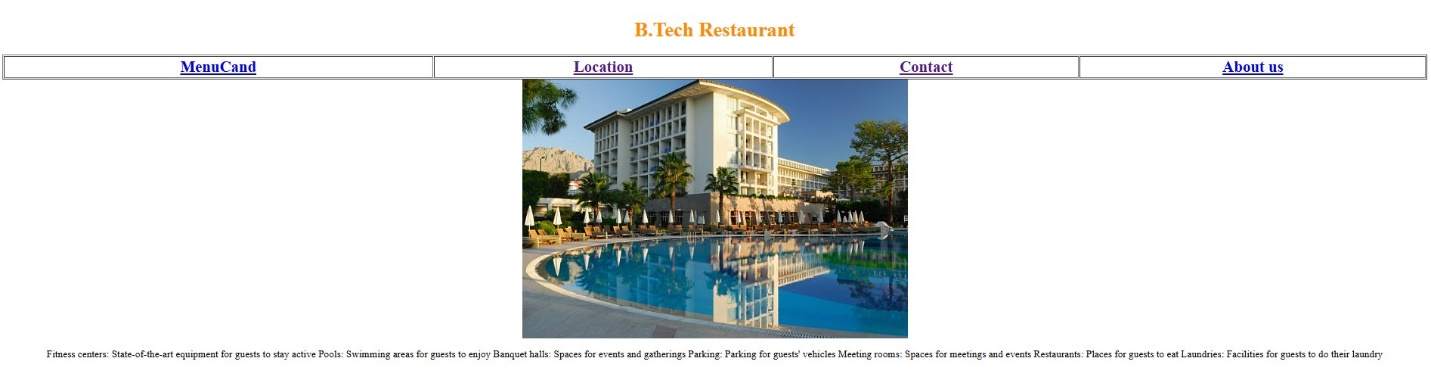 B.Tech Restaurant
MenuCand Location Contact About us
Fitness centers: State-of-the-art equipment for guests to stay active Pools: Swimming areas for guests to enjoy Banquet halls: Spaces for events and gatherings Parking: Parking for guests' vehicles Meeting rooms: Spaces for meetings and events Restaurants: Places for guests to eat Laundries: Facilities for guests to do their laundry